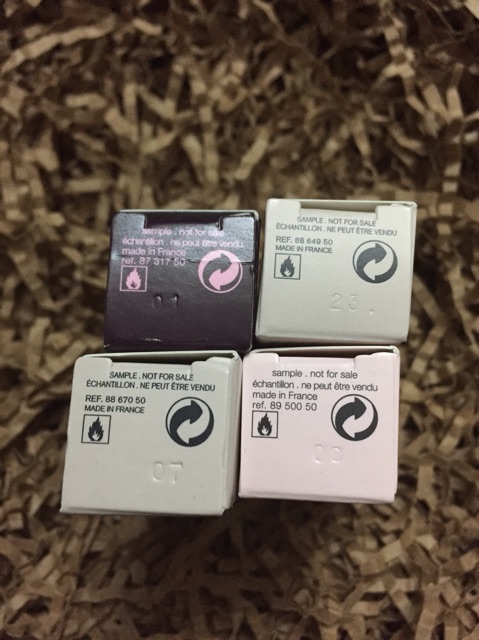 sample . not for sale
échantillon . ne peut être vendu
made in France
ref. 87 317 50
SAMPLE . NOT FOR SALE
ÉCHANTILLON . NE PEUT ÊTRE VENDU
REF. 88 649 50
MADE IN FRANCE
23.
SAMPLE . NOT FOR SALE
ÉCHANTILLON . NE PEUT ÊTRE VENDU
REF. 88 670 50
MADE IN FRANCE
07
sample . not for sale
échantillon . ne peut être vendu
made in France
ref. 89 500 50